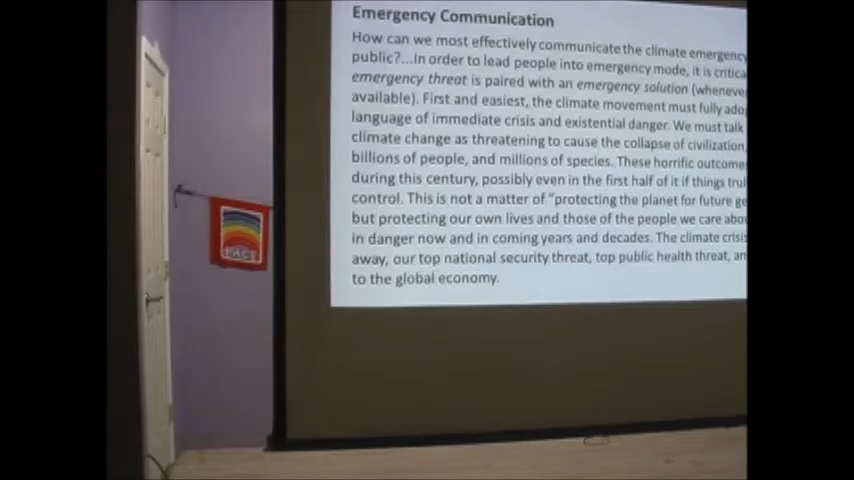 Emergency Communication
How can we most effectively communicate the climate emergency
public?...In order to lead people into emergency mode, it is critica
emergency threat is paired with an emergency solution (wheneve
available). First and easiest, the climate movement must fully ado
language of immediate crisis and existential danger. We must talk
climate change as threatening to cause the collapse of civilization,
billions of people, and millions of species. These horrific outcome
during this century, possibly even in the first half of it if things trul
control. This is not a matter of “protecting the planet for future ge
but protecting our own lives and those of the people we care abou
in danger now and in coming years and decades. The climate crisis
away, our top national security threat, top public health threat, an
to the global economy.
PACE